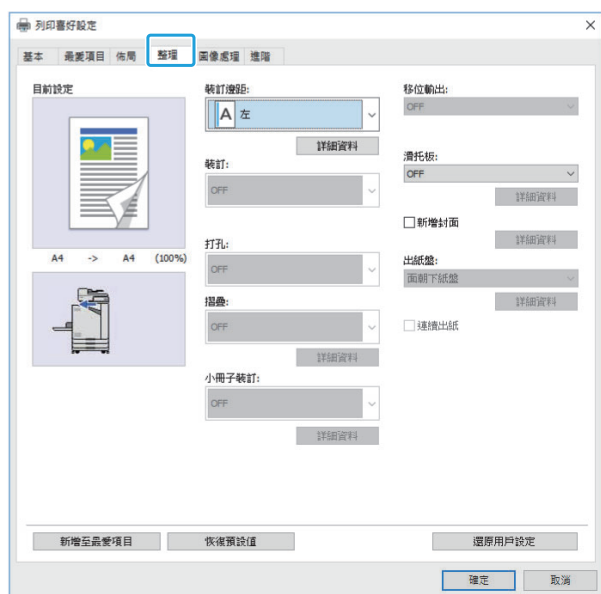 列印喜好設定
基本 最愛項目 佈局 整理 圖像處理 進階
目前設定
A4 -> A4 (100%)
裝訂邊距:
A 左
詳細資料
裝訂:
OFF
打孔:
OFF
摺疊:
OFF
詳細資料
小冊子裝訂:
OFF
詳細資料
移位輸出:
OFF
滑托板:
OFF
詳細資料
新增封面
詳細資料
出紙盤:
面朝下紙盤
詳細資料
連續出紙
新增至最愛項目 恢復預設值 還原用戶設定
確定 取消